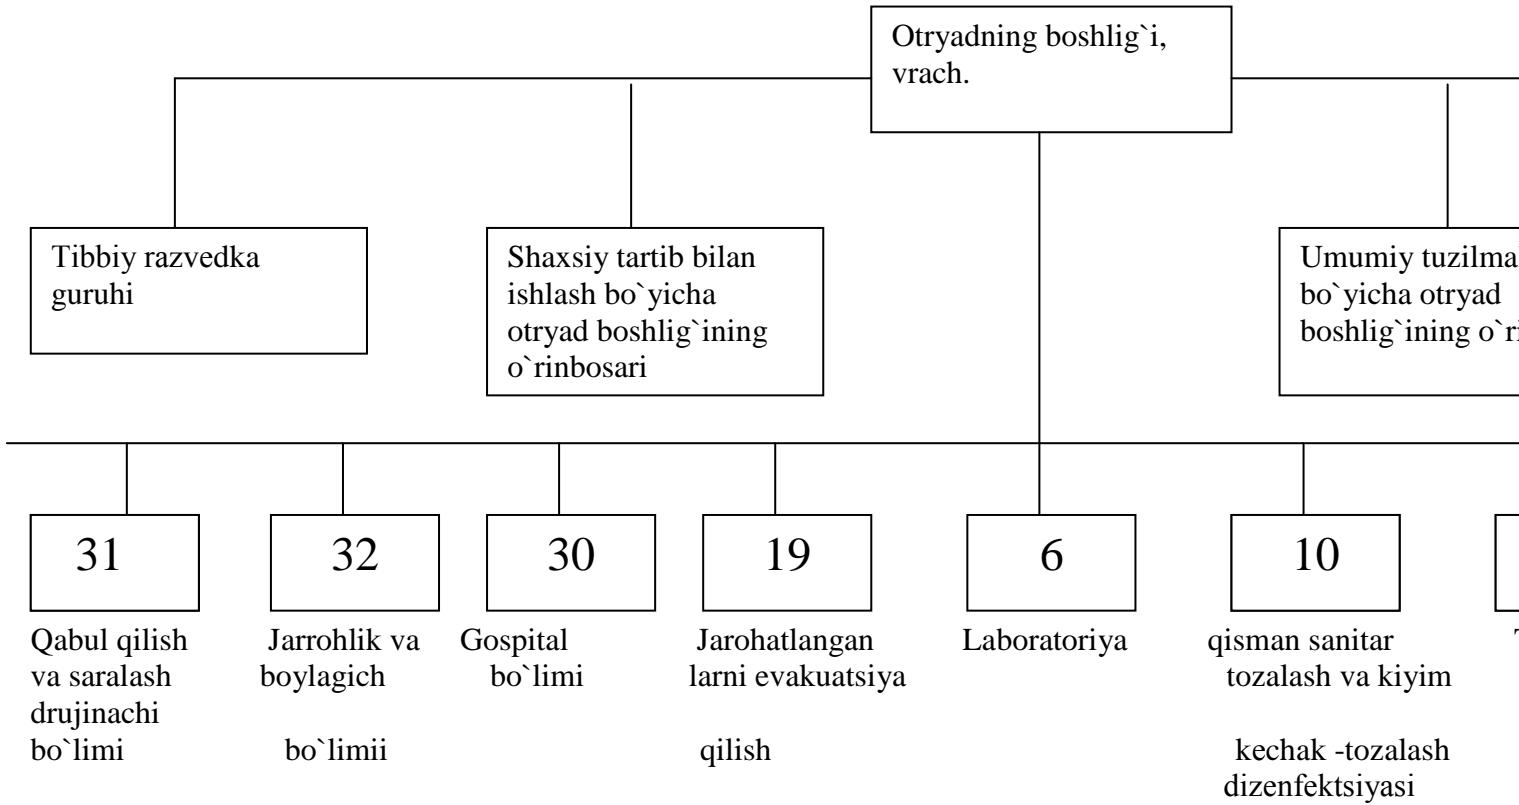 Otryadning boshlig`i,
vrach.
Tibbiy razvedka
guruhi
Shaxsiy tartib bilan
ishlash bo`yicha
otryad boshlig`ining
o`rinbosari
Umumiy
bo`yicha otryad
boshlig`ining
31
32
30
19
6
10
Qabul qilish
va saralash
drujinachi
bo`limi
Jarrohlik va
boylagich
bo`limii
Gospital
bo`limi
Jarohatlangan
larni evakuatsiya
qilish
Laboratoriya
qisman sanitar
tozalash va kiyim
kechak -tozalash
dizenfektsiyasi